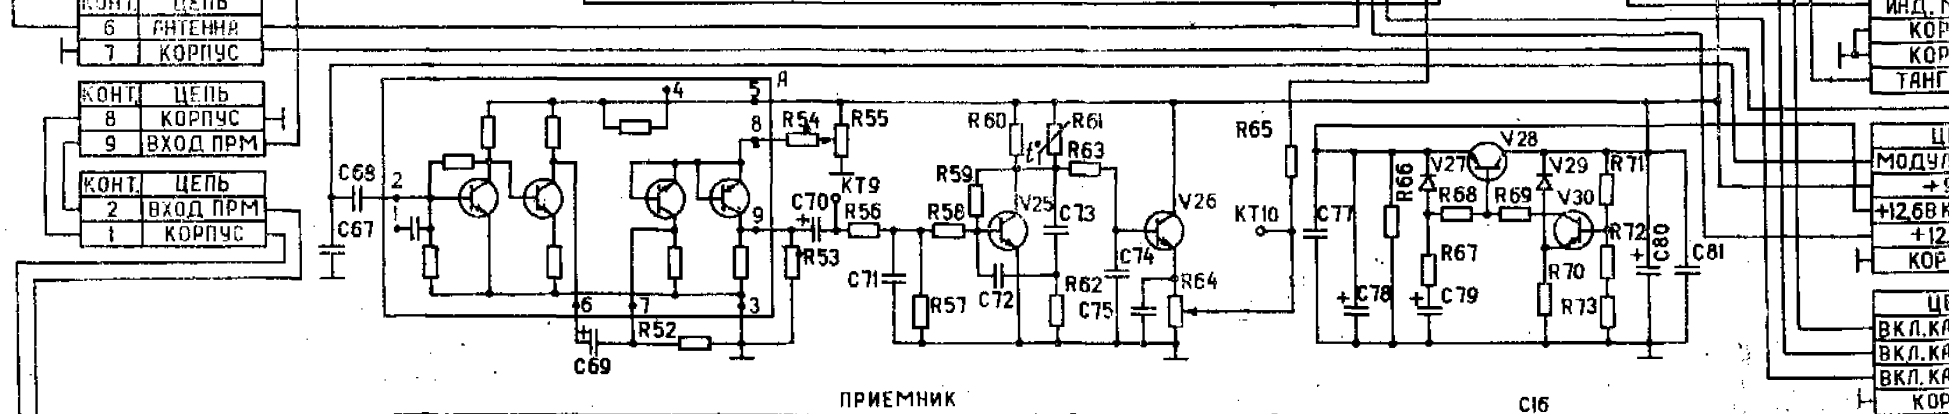 КОНТ. ЦЕПЬ
6 АНТЕННА
7 КОРПУС
КОНТ. ЦЕПЬ
8 КОРПУС
9 ВХОД ПРМ
КОНТ. ЦЕПЬ
2 ВХОД ПРМ
1 КОРПУС
C68
C67
2
4
5
А
8
9
6
7
3
R52
C69
R53
R54
R55
КТ9
C70
R56
C71
R57
R58
R59
R60
R61
t°
R63
V25
C73
C72
R62
C74
C75
V26
R64
R65
КТ10
C77
C78
R66
V27
V28
R68
R69
R67
C79
V29
V30
R70
R71
R72
R73
C80
C81
ПРИЕМНИК
C16
ИНД.
КОР
КОР
ТАНГ
Ц
МОДУЛ
+9
+12,6В К
+12
КОР
ЦЕ
ВКЛ.КА
ВКЛ.КА
ВКЛ.КА
КОР